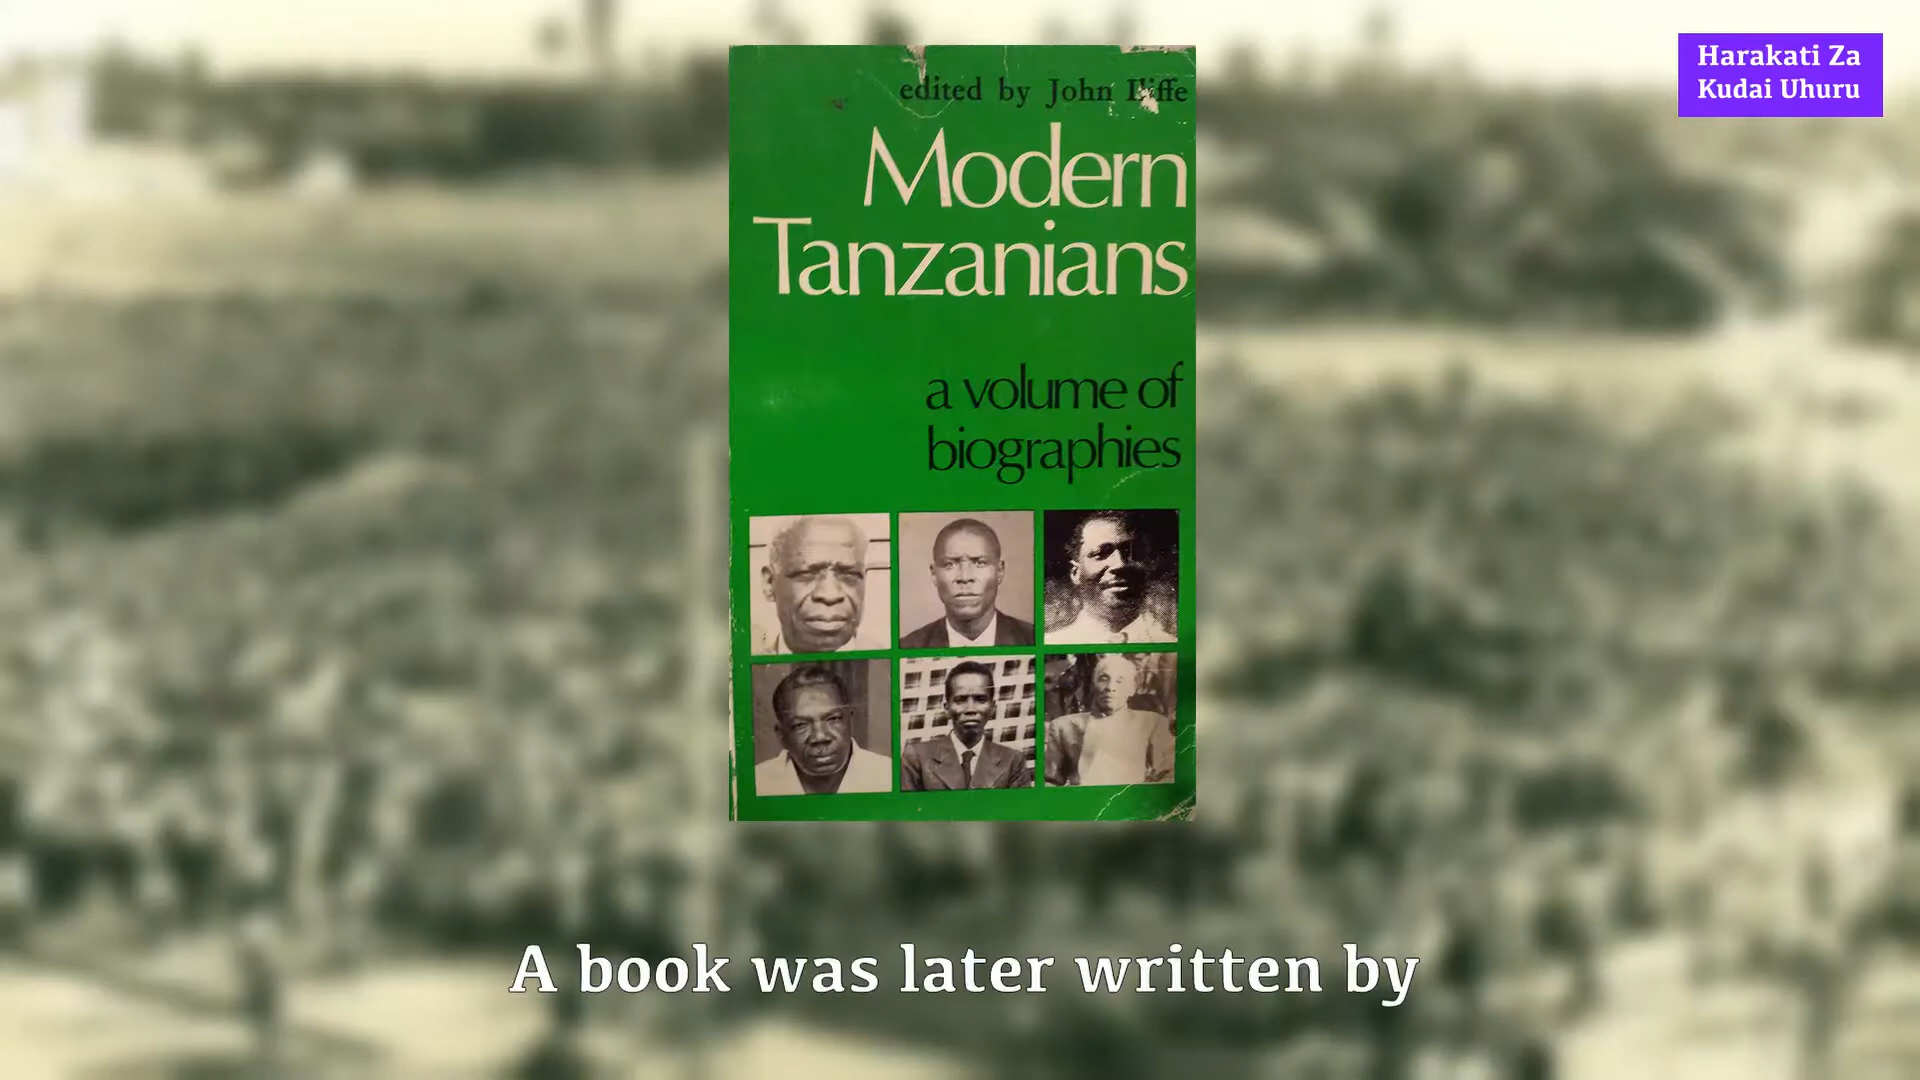 Harakati Za
Kudai Uhuru
edited by John Iliffe
Modern
Tanzanians
a volume of
biographies
A book was later written by